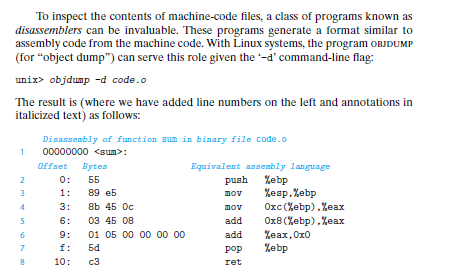 To inspect the contents of machine-code files, a class of programs known as
disassemblers can be invaluable. These programs generate a format similar to
assembly code from the machine code. With Linux systems, the program OBJDUMP
(for “object dump”) can serve this role given the ‘-d’ command-line flag:
unix> objdump -d code.o
The result is (where we have added line numbers on the left and annotations in
italicized text) as follows:
Disassembly of function sum in binary file code.o
1 00000000 <sum>:
Offset Bytes Equivalent assembly language
2 0: 55 push %ebp
3 1: 89 e5 mov %esp,%ebp
4 3: 8b 45 0c mov 0xc(%ebp),%eax
5 6: 03 45 08 add 0x8(%ebp),%eax
6 9: 01 05 00 00 00 00 add %eax,0x0
7 f: 5d pop %ebp
8 10: c3 ret